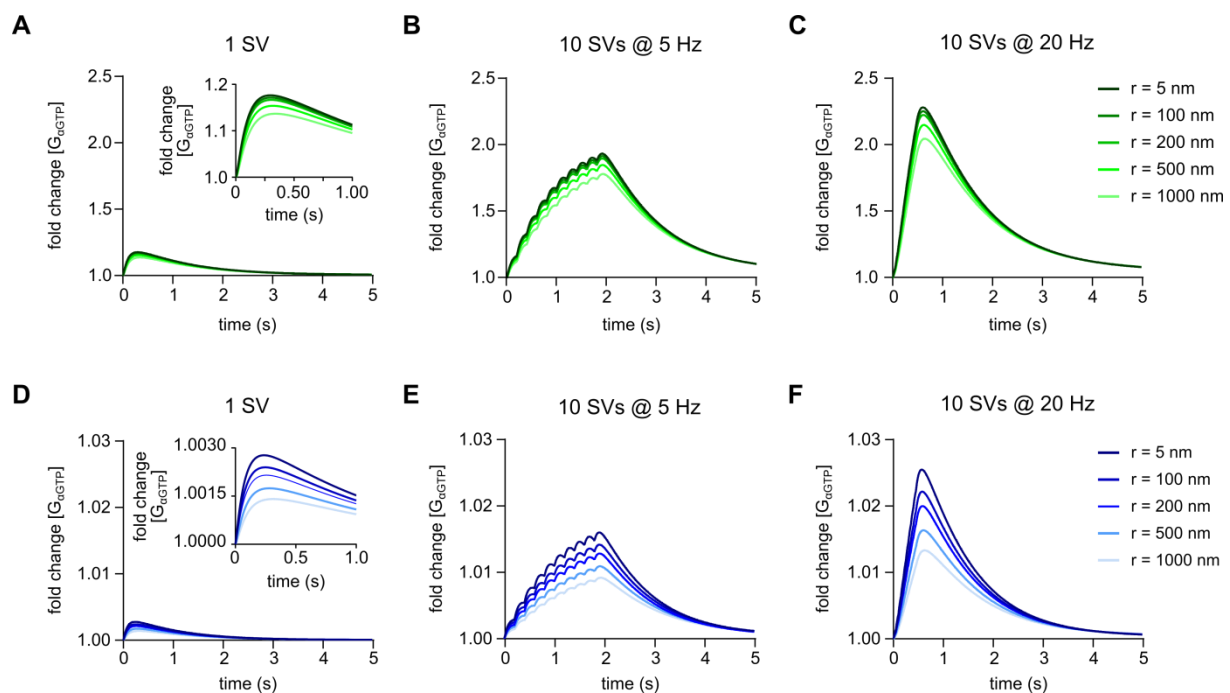 A
1 SV
2.5
2.0
1.5
1.0
fold change [GαGTP]
0 1 2 3 4 5
time (s)
fold change
[GαGTP]
1.2
1.1
1.0
0 0.50 1.00
time (s)
B
10 SVs @ 5 Hz
2.5
2.0
1.5
1.0
fold change [GαGTP]
0 1 2 3 4 5
time (s)
C
10 SVs @ 20 Hz
2.5
2.0
1.5
1.0
fold change [GαGTP]
0 1 2 3 4 5
time (s)
r = 5 nm
r = 100 nm
r = 200 nm
r = 500 nm
r = 1000 nm
D
1 SV
1.03
1.02
1.01
1.00
fold change [GαGTP]
0 1 2 3 4 5
time (s)
fold change
[GαGTP]
1.0030
1.0015
1.0000
0 0.5 1.0
time (s)
E
10 SVs @ 5 Hz
1.03
1.02
1.01
1.00
fold change [GαGTP]
0 1 2 3 4 5
time (s)
F
10 SVs @ 20 Hz
1.03
1.02
1.01
1.00
fold change [GαGTP]
0 1 2 3 4 5
time (s)
r = 5 nm
r = 100 nm
r = 200 nm
r = 500 nm
r = 1000 nm